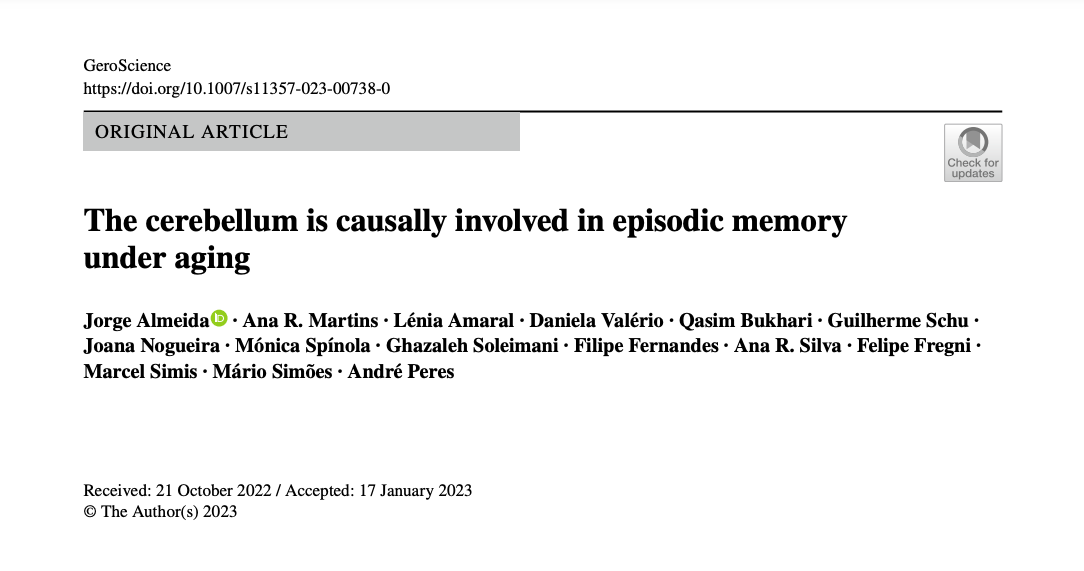 GeroScience
https://doi.org/10.1007/s11357-023-00738-0
ORIGINAL ARTICLE
Check for
updates
The cerebellum is causally involved in episodic memory
under aging
Jorge Almeida iD · Ana R. Martins · Lénia Amaral · Daniela Valério · Qasim Bukhari · Guilherme Schu ·
Joana Nogueira · Mónica Spínola · Ghazaleh Soleimani · Filipe Fernandes · Ana R. Silva · Felipe Fregni ·
Marcel Simis · Mário Simões · André Peres
Received: 21 October 2022 / Accepted: 17 January 2023
© The Author(s) 2023